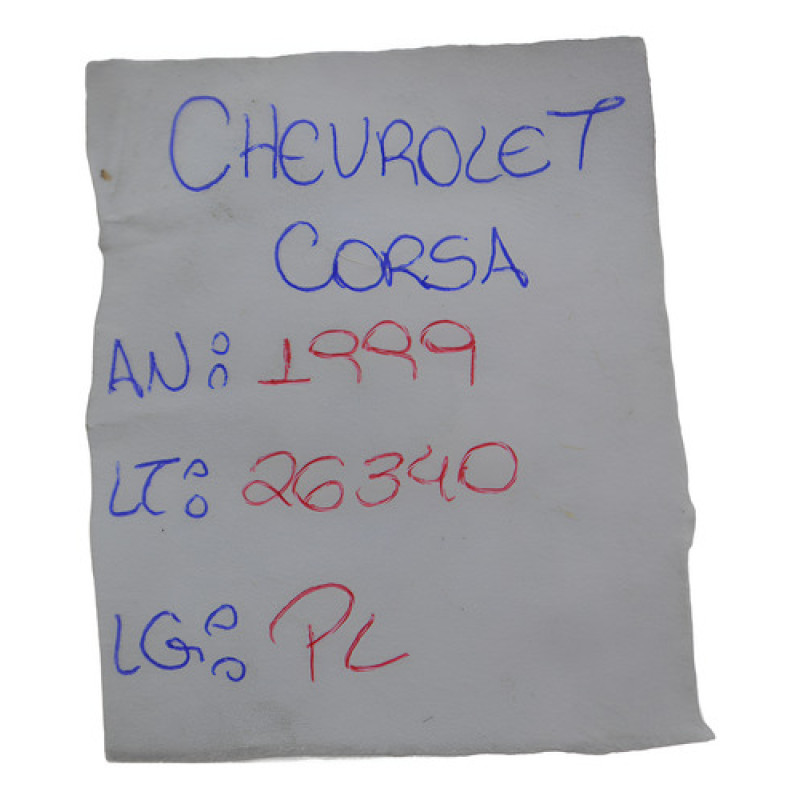 CHEVROLET
CORSA
AN: 1999
LT: 26340
LG: PL